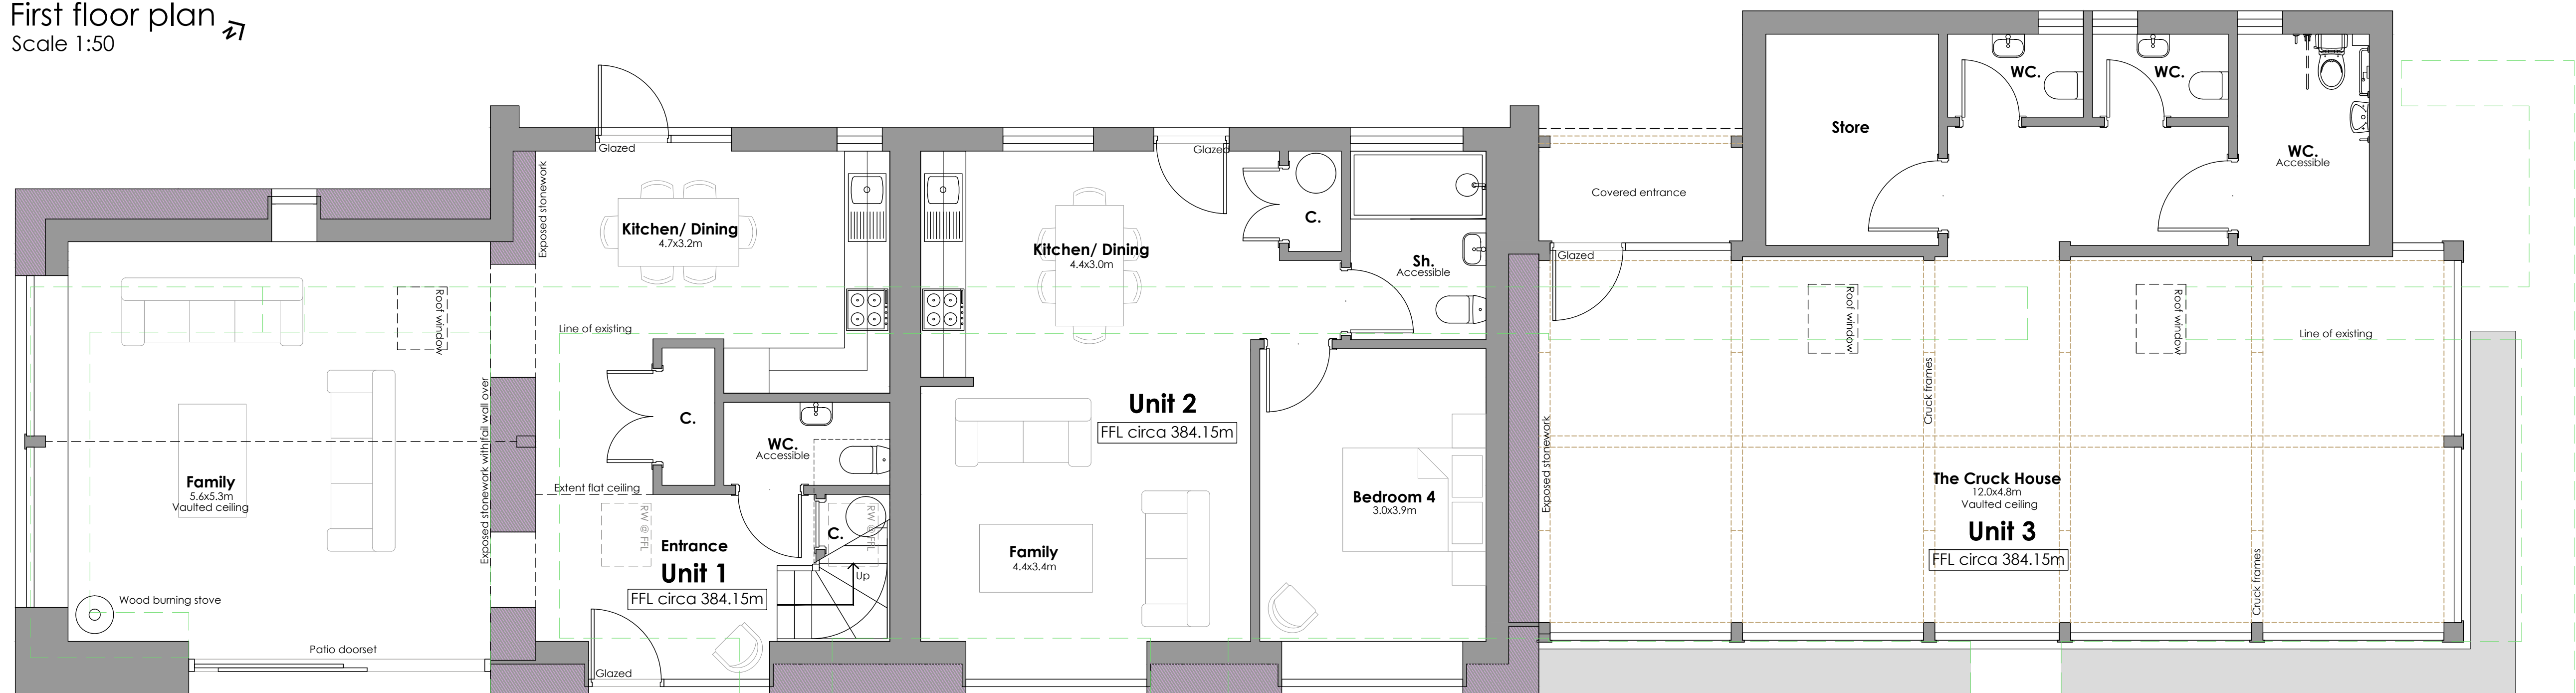 First floor plan
N
Scale 1:50
Glazed
Exposed stonework
Kitchen/ Dining
4.7x3.2m
Roof window
Line of existing
C.
WC.
Accessible
Exposed stonework with fail wall over
Family
5.6x5.3m
Vaulted ceiling
Extent flat ceiling
RW @ FFL
RW @ FFL
C.
Entrance
Unit 1
FFL circa 384.15m
Up
Wood burning stove
Patio doorset
Glazed
Glazed
C.
Kitchen/ Dining
4.4x3.0m
Sh.
Accessible
Unit 2
FFL circa 384.15m
Bedroom 4
3.0x3.9m
Family
4.4x3.4m
Covered entrance
Glazed
Exposed stonework
Store
WC.
WC.
WC.
Accessible
Roof window
Roof window
Line of existing
Cruck frames
The Cruck House
12.0x4.8m
Vaulted ceiling
Unit 3
FFL circa 384.15m
Cruck frames